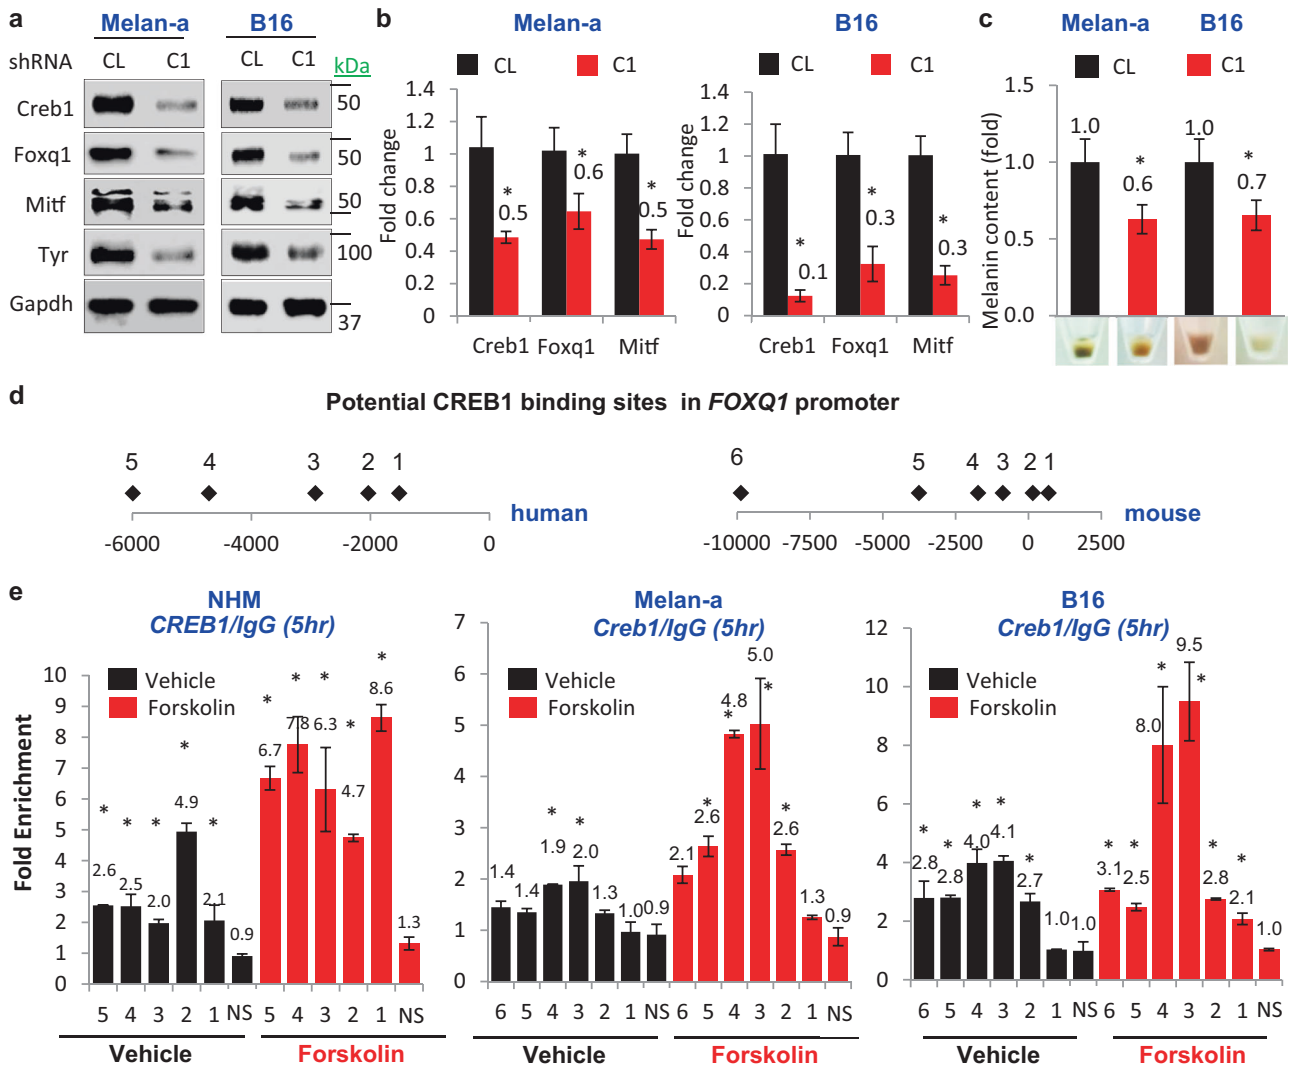 a
Melan-a B16
shRNA CL C1 CL C1 kDa
Creb1 50
Foxq1 50
Mitf 50
Tyr 100
Gapdh 37
b
Melan-a B16
CL C1 CL C1
Fold change
1.4
1.2
1
0.8
0.6
0.4
0.2
0
* 0.5
* 0.6
* 0.5
Creb1 Foxq1 Mitf
Fold change
1.4
1.2
1
0.8
0.6
0.4
0.2
0
* 0.1
* 0.3
* 0.3
Creb1 Foxq1 Mitf
c
Melan-a B16
CL C1
Melanin content (fold)
1.5
1.0
0.5
0.0
1.0 * 0.6 1.0 * 0.7
d
Potential CREB1 binding sites in FOXQ1 promoter
5 4 3 2 1
human
-6000 -4000 -2000 0
6 5 4 3 2 1
mouse
-10000 -7500 -5000 -2500 0 2500
e
NHM
CREB1/IgG (5hr)
Vehicle
Forskolin
Fold Enrichment
10
9
8
7
6
5
4
3
2
1
0
* 2.6 * 2.5 * 2.0 * 4.9 * 2.1 0.9 * 6.7 * 7.8 * 6.3 * 4.7 * 8.6 1.3
5 4 3 2 1 NS 5 4 3 2 1 NS
Vehicle Forskolin
Melan-a
Creb1/IgG (5hr)
Vehicle
Forskolin
7
6
5
4
3
2
1
0
1.4 1.4 * 1.9 * 2.0 1.3 1.0 0.9 2.1 * 2.6 * 4.8 * 5.0 * 2.6 1.3 0.9
6 5 4 3 2 1 NS 6 5 4 3 2 1 NS
Vehicle Forskolin
B16
Creb1/IgG (5hr)
Vehicle
Forskolin
12
10
8
6
4
2
0
* 2.8 * 2.8 * 4.0 * 4.1 * 2.7 1.0 1.0 * 3.1 * 2.5 * 8.0 * 9.5 * 2.8 * 2.1 1.0
6 5 4 3 2 1 NS 6 5 4 3 2 1 NS
Vehicle Forskolin